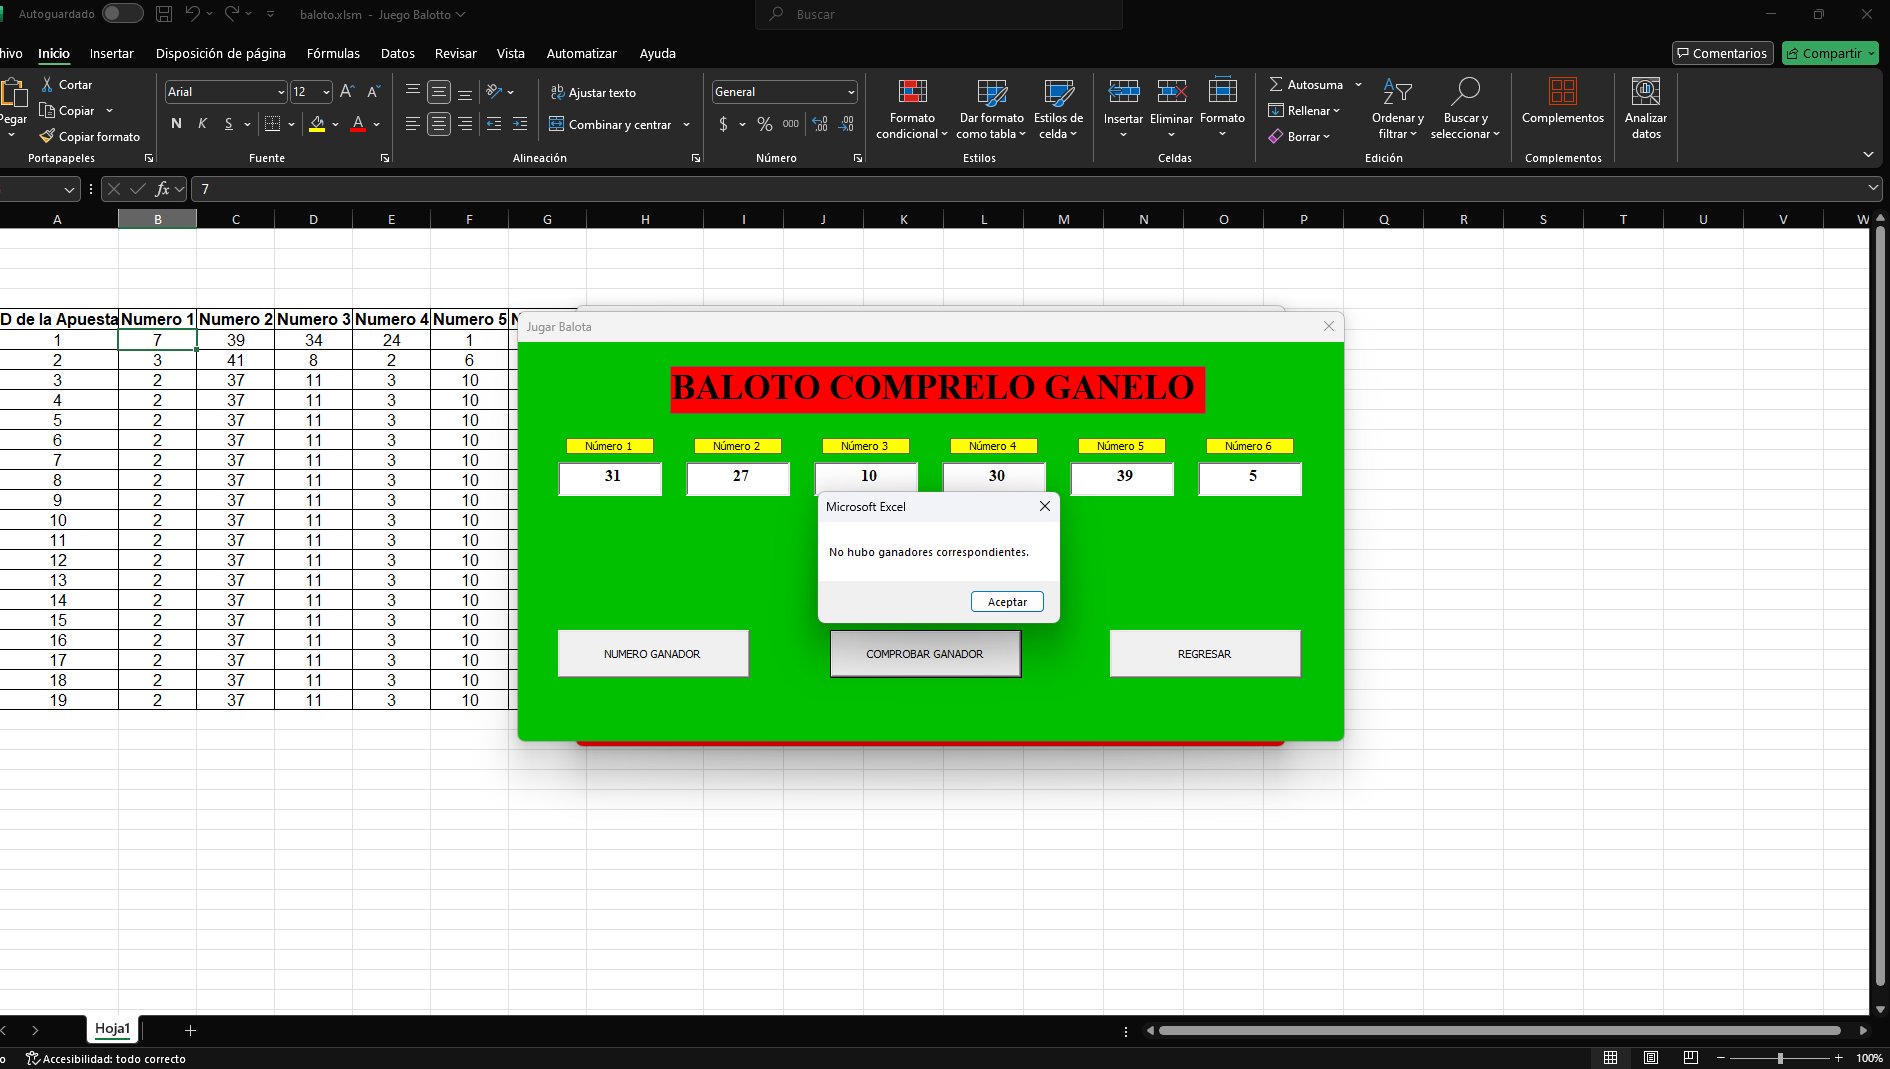 Autoguardado baloto.xlsm - Juego Balotto Buscar
hivo Inicio Insertar Disposición de página Fórmulas Datos Revisar Vista Automatizar Ayuda Comentarios Compartir
Pegar Cortar Copiar Copiar formato
Portapapeles
Arial 12
N K S
Fuente
Ajustar texto
Combinar y centrar
Alineación
General
$ % 000
Número
Formato condicional Dar formato como tabla Estilos de celda
Estilos
Insertar Eliminar Formato
Celdas
Autosuma
Rellenar
Borrar
Ordenar y filtrar Buscar y seleccionar
Edición
Complementos
Complementos
Analizar datos
fx 7
A B C D E F G H I J K L M N O P Q R S T U V W
D de la Apuesta Numero 1 Numero 2 Numero 3 Numero 4 Numero 5 N
1 7 39 34 24 1
2 3 41 8 2 6
3 2 37 11 3 10
4 2 37 11 3 10
5 2 37 11 3 10
6 2 37 11 3 10
7 2 37 11 3 10
8 2 37 11 3 10
9 2 37 11 3 10
10 2 37 11 3 10
11 2 37 11 3 10
12 2 37 11 3 10
13 2 37 11 3 10
14 2 37 11 3 10
15 2 37 11 3 10
16 2 37 11 3 10
17 2 37 11 3 10
18 2 37 11 3 10
19 2 37 11 3 10
Jugar Balota
BALOTO COMPRELO GANELO
Número 1 Número 2 Número 3 Número 4 Número 5 Número 6
31 27 10 30 39 5
Microsoft Excel
No hubo ganadores correspondientes.
Aceptar
NUMERO GANADOR COMPROBAR GANADOR REGRESAR
Hoja1
o Accesibilidad: todo correcto 100%